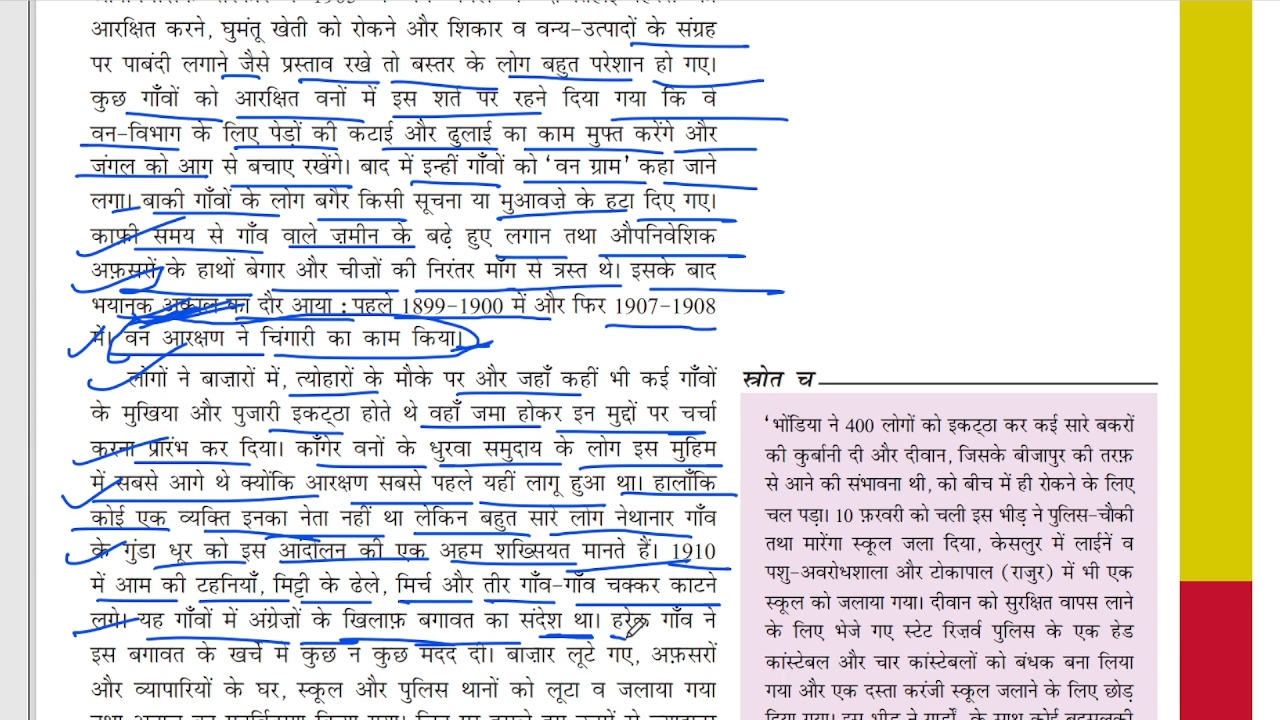 आरक्षित करने, घुमंतू खेती को रोकने और शिकार व वन्य-उत्पादों के संग्रह
पर पाबंदी लगाने जैसे प्रस्ताव रखे तो बस्तर के लोग बहुत परेशान हो गए।
कुछ गाँवों को आरक्षित वनों में इस शर्त पर रहने दिया गया कि वे
वन-विभाग के लिए पेड़ों की कटाई और ढुलाई का काम मुफ्त करेंगे और
जंगल को आग से बचाए रखेंगे। बाद में इन्हीं गाँवों को ‘वन ग्राम’ कहा जाने
लगा। बाकी गाँवों के लोग बगैर किसी सूचना या मुआवज़े के हटा दिए गए।
काफी समय से गाँव वाले ज़मीन के बढ़े हुए लगान तथा औपनिवेशिक
अफ़सरों के हाथों बेगार और चीज़ों की निरंतर माँग से त्रस्त थे। इसके बाद
भयानक अकाल का दौर आया : पहले 1899-1900 में और फिर 1907-1908
में। वन आरक्षण ने चिंगारी का काम किया।
लोगों ने बाज़ारों में, त्योहारों के मौके पर और जहाँ कहीं भी कई गाँवों
के मुखिया और पुजारी इकट्ठा होते थे वहाँ जमा होकर इन मुद्दों पर चर्चा
करना प्रारंभ कर दिया। काँगेर वनों के धुरवा समुदाय के लोग इस मुहिम
में सबसे आगे थे क्योंकि आरक्षण सबसे पहले यहीं लागू हुआ था। हालाँकि
कोई एक व्यक्ति इनका नेता नहीं था लेकिन बहुत सारे लोग नेथानार गाँव
के गुंडा धूर को इस आंदोलन की एक अहम शख्सियत मानते हैं। 1910
में आम की टहनियाँ, मिट्टी के ढेले, मिर्च और तीर गाँव-गाँव चक्कर काटने
लगे। यह गाँवों में अंग्रेजों के खिलाफ़ बगावत का संदेश था। हरेक गाँव ने
इस बगावत के खर्चे में कुछ न कुछ मदद दी। बाज़ार लूटे गए, अफ़सरों
और व्यापारियों के घर, स्कूल और पुलिस थानों को लूटा व जलाया गया
स्त्रोत च
‘भोंडिया ने 400 लोगों को इकट्ठा कर कई सारे बकरों
की कुर्बानी दी और दीवान, जिसके बीजापुर की तरफ़
से आने की संभावना थी, को बीच में ही रोकने के लिए
चल पड़ा। 10 फ़रवरी को चली इस भीड़ ने पुलिस-चौकी
तथा मारेंगा स्कूल जला दिया, केसलुर में लाईनें व
पशु-अवरोधशाला और टोकापाल (राजुर) में भी एक
स्कूल को जलाया गया। दीवान को सुरक्षित वापस लाने
के लिए भेजे गए स्टेट रिज़र्व पुलिस के एक हेड
कांस्टेबल और चार कांस्टेबलों को बंधक बना लिया
गया और एक दस्ता करंजी स्कूल जलाने के लिए छोड़